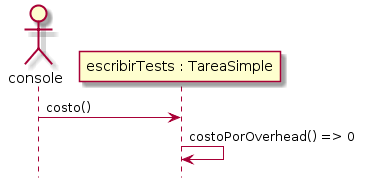 console
escribirTests : TareaSimple
costo()
costoPorOverhead() => 0